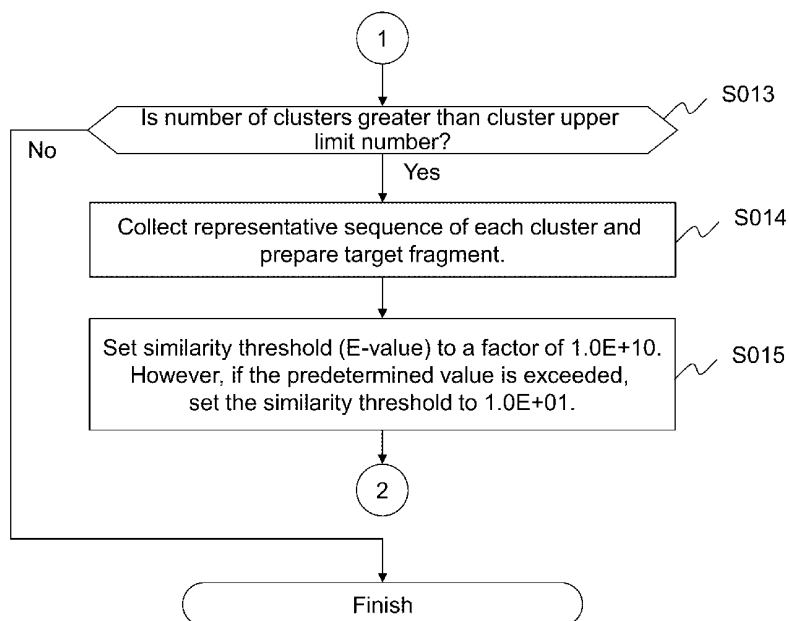 1
S013
Is number of clusters greater than cluster upper
limit number?
No
Yes
S014
Collect representative sequence of each cluster and
prepare target fragment.
S015
Set similarity threshold (E-value) to a factor of 1.0E+10.
However, if the predetermined value is exceeded,
set the similarity threshold to 1.0E+01.
2
Finish